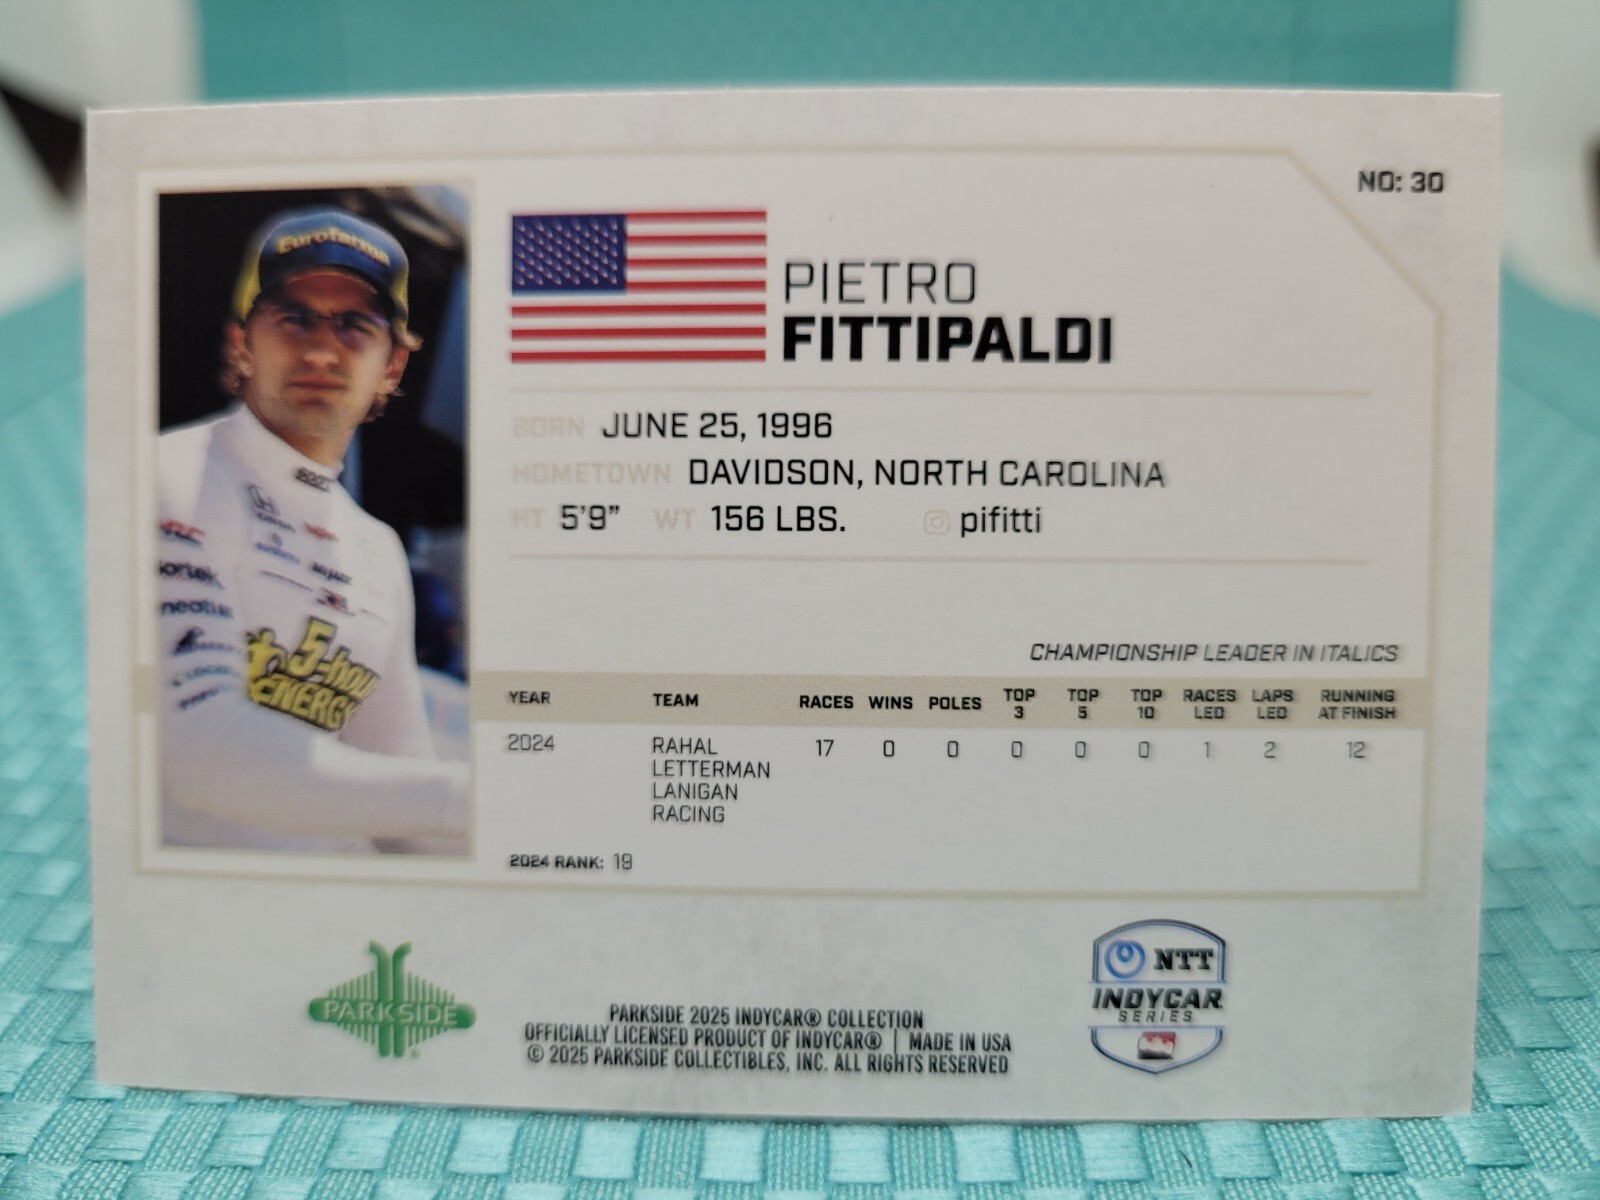 NO: 30
Eurofarma
PIETRO
FITTIPALDI
BORN JUNE 25, 1996
HOMETOWN DAVIDSON, NORTH CAROLINA
HT 5'9" WT 156 LBS. pifitti
5-hour
ENERGY
CHAMPIONSHIP LEADER IN ITALICS
YEAR TEAM RACES WINS POLES TOP 3 TOP 5 TOP 10 RACES LED LAPS LED RUNNING AT FINISH
2024 RAHAL 17 0 0 0 0 0 1 2 12
LETTERMAN
LANIGAN
RACING
2024 RANK: 19
PARKSIDE
PARKSIDE 2025 INDYCAR® COLLECTION
OFFICIALLY LICENSED PRODUCT OF INDYCAR® | MADE IN USA
© 2025 PARKSIDE COLLECTIBLES, INC. ALL RIGHTS RESERVED
NTT
INDYCAR
SERIES